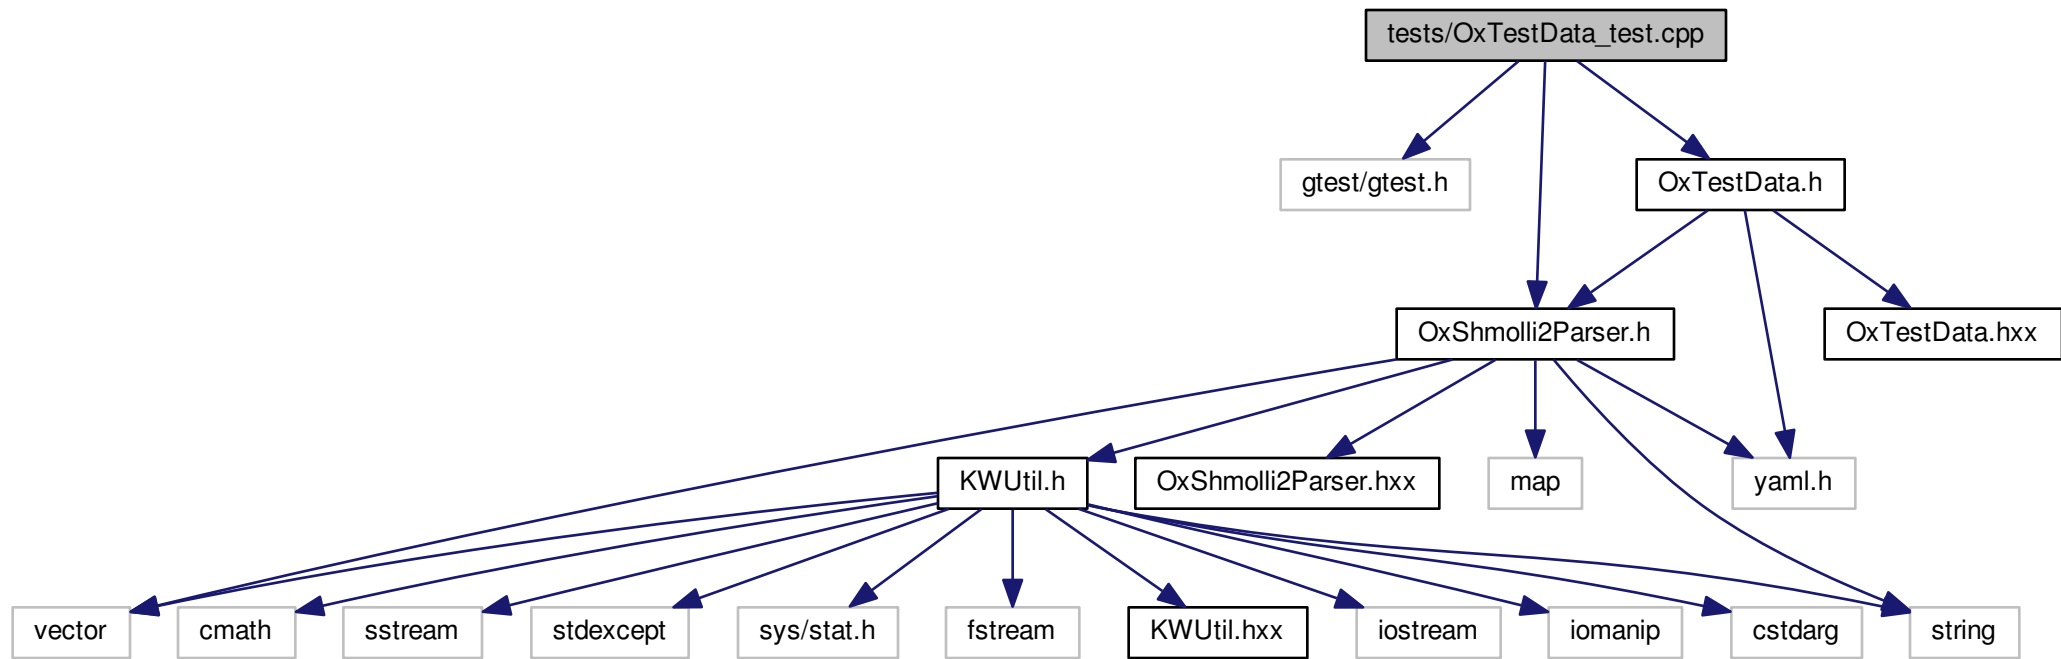 tests/OxTestData_test.cpp
gtest/gtest.h
OxTestData.h
OxShmolli2Parser.h
OxTestData.hxx
KWUtil.h
OxShmolli2Parser.hxx
map
yaml.h
vector
cmath
sstream
stdexcept
sys/stat.h
fstream
KWUtil.hxx
iostream
iomanip
cstdarg
string